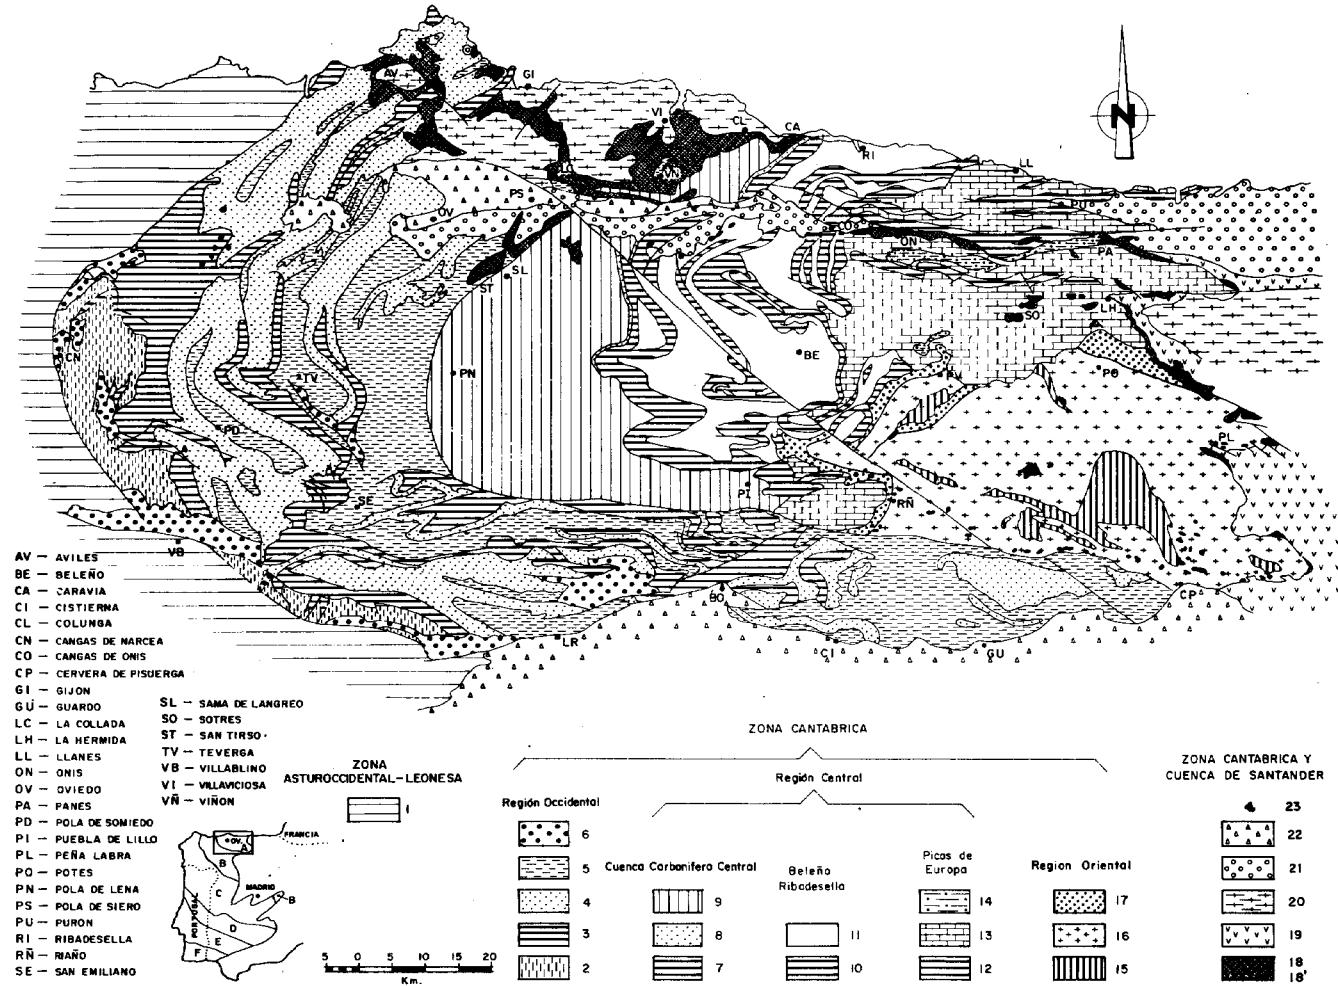 AV
GI
VI
CL
CA
RI
LL
N
LC
VÑ
PS
OV
CO
PU
ON
PA
SL
ST
SO
LH
CN
PN
BE
PO
TV
PD
PL
SE
PI
RÑ
VB
BO
CP
LR
CI
GU
AV — AVILES
BE — BELEÑO
CA — CARAVIA
CI — CISTIERNA
CL — COLUNGA
CN — CANGAS DE NARCEA
CO — CANGAS DE ONIS
CP — CERVERA DE PISUERGA
GI — GIJON
GU — GUARDO
LC — LA COLLADA
LH — LA HERMIDA
LL — LLANES
ON — ONIS
OV — OVIEDO
PA — PANES
PD — POLA DE SOMIEDO
PI — PUEBLA DE LILLO
PL — PEÑA LABRA
PO — POTES
PN — POLA DE LENA
PS — POLA DE SIERO
PU — PURON
RI — RIBADESELLA
RÑ — RIAÑO
SE — SAN EMILIANO
SL — SAMA DE LANGREO
SO — SOTRES
ST — SAN TIRSO
TV — TEVERGA
VB — VILLABLINO
VI — VILLAVICIOSA
VÑ — VIÑON
ZONA
ASTUROCCIDENTAL-LEONESA
1
FRANCIA
OV.
A
B
C
MADRID
B
PORTUGAL
D
E
F
5 0 5 10 15 20
Km.
ZONA CANTABRICA
Región Central
Región Occidental
6
5
4
3
2
Cuenca Carbonifera Central
9
8
7
Beleño
Ribadesella
11
10
Picos de
Europa
14
13
12
Region Oriental
17
16
15
ZONA CANTABRICA Y
CUENCA DE SANTANDER
23
22
21
20
19
18
18'